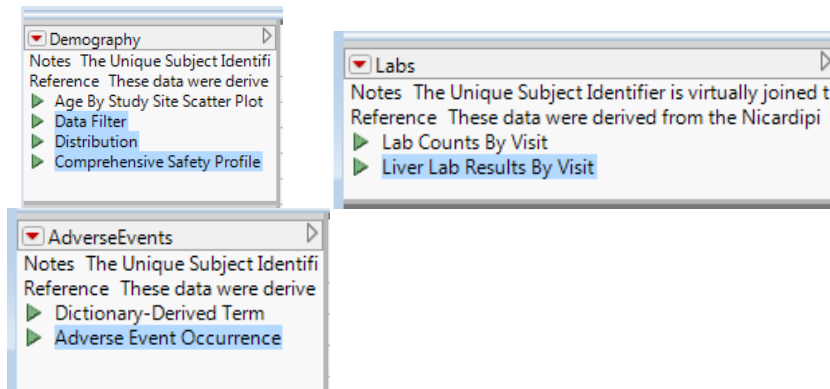 Demography
Notes The Unique Subject Identifi
Reference These data were derive
Age By Study Site Scatter Plot
Data Filter
Distribution
Comprehensive Safety Profile
Labs
Notes The Unique Subject Identifier is virtually joined t
Reference These data were derived from the Nicardipi
Lab Counts By Visit
Liver Lab Results By Visit
AdverseEvents
Notes The Unique Subject Identifi
Reference These data were derive
Dictionary-Derived Term
Adverse Event Occurrence